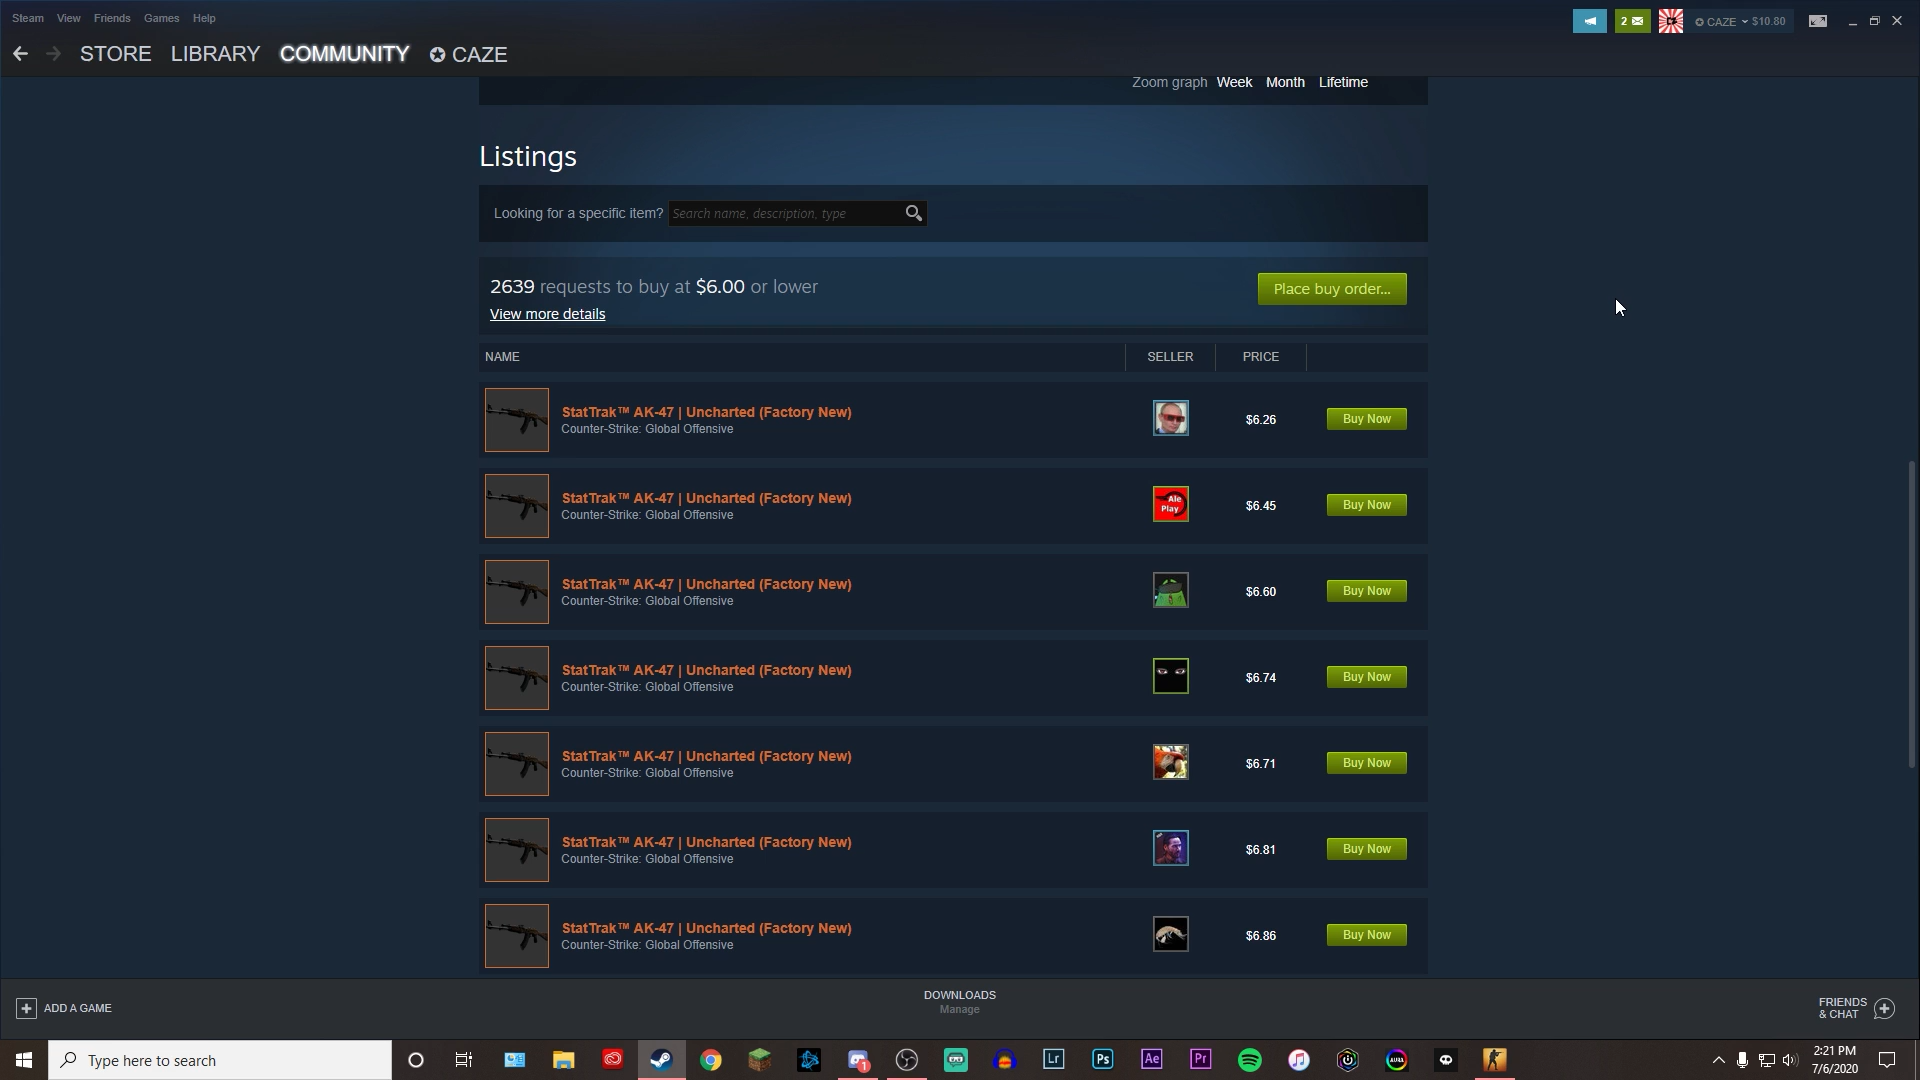 Steam View Friends Games Help
2
CAZE $10.80
STORE LIBRARY COMMUNITY CAZE
Zoom graph Week Month Lifetime
Listings
Looking for a specific item? Search name, description, type
2639 requests to buy at $6.00 or lower
Place buy order...
View more details
NAME SELLER PRICE
StatTrak™ AK-47 | Uncharted (Factory New)
Counter-Strike: Global Offensive
$6.26 Buy Now
StatTrak™ AK-47 | Uncharted (Factory New)
Counter-Strike: Global Offensive
Ale
Play
$6.45 Buy Now
StatTrak™ AK-47 | Uncharted (Factory New)
Counter-Strike: Global Offensive
$6.60 Buy Now
StatTrak™ AK-47 | Uncharted (Factory New)
Counter-Strike: Global Offensive
$6.74 Buy Now
StatTrak™ AK-47 | Uncharted (Factory New)
Counter-Strike: Global Offensive
$6.71 Buy Now
StatTrak™ AK-47 | Uncharted (Factory New)
Counter-Strike: Global Offensive
$6.81 Buy Now
StatTrak™ AK-47 | Uncharted (Factory New)
Counter-Strike: Global Offensive
$6.86 Buy Now
ADD A GAME
DOWNLOADS
Manage
FRIENDS
& CHAT
Type here to search
1
Lr Ps Ae Pr
AURA
2:21 PM
7/6/2020